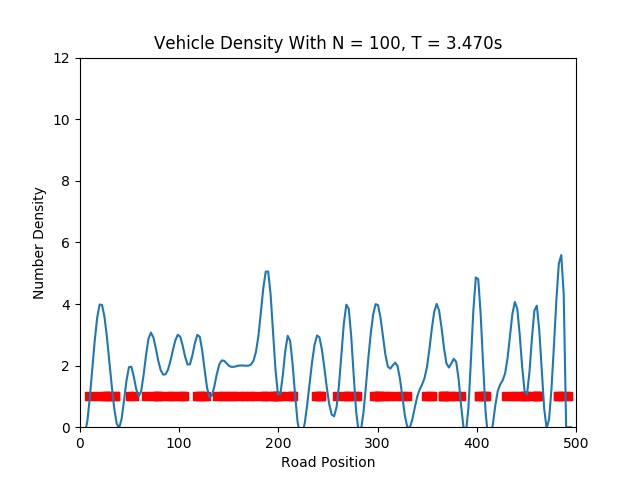 Vehicle Density With N = 100, T = 3.470s
12
10
8
6
4
2
0
Number Density
0 100 200 300 400 500
Road Position